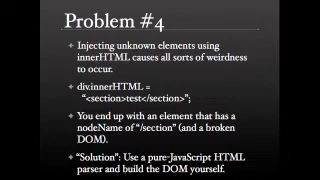 Problem #4
Injecting unknown elements using
innerHTML causes all sorts of weirdness
to occur.
div.innerHTML =
"<section>test</section>";
You end up with an element that has a
nodeName of "/section" (and a broken
DOM).
"Solution": Use a pure-JavaScript HTML
parser and build the DOM yourself.